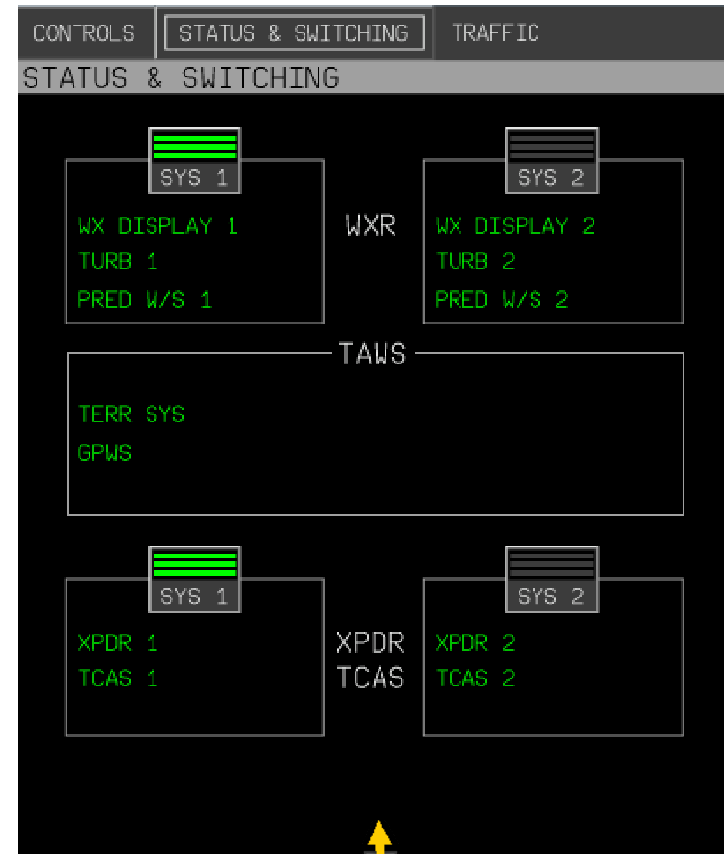 CONTROLS STATUS & SWITCHING TRAFFIC
STATUS & SWITCHING
SYS 1 SYS 2
WX DISPLAY 1 WXR WX DISPLAY 2
TURB 1 TURB 2
PRED W/S 1 PRED W/S 2
TAWS
TERR SYS
GPWS
SYS 1 SYS 2
XPDR 1 XPDR XPDR 2
TCAS 1 TCAS TCAS 2